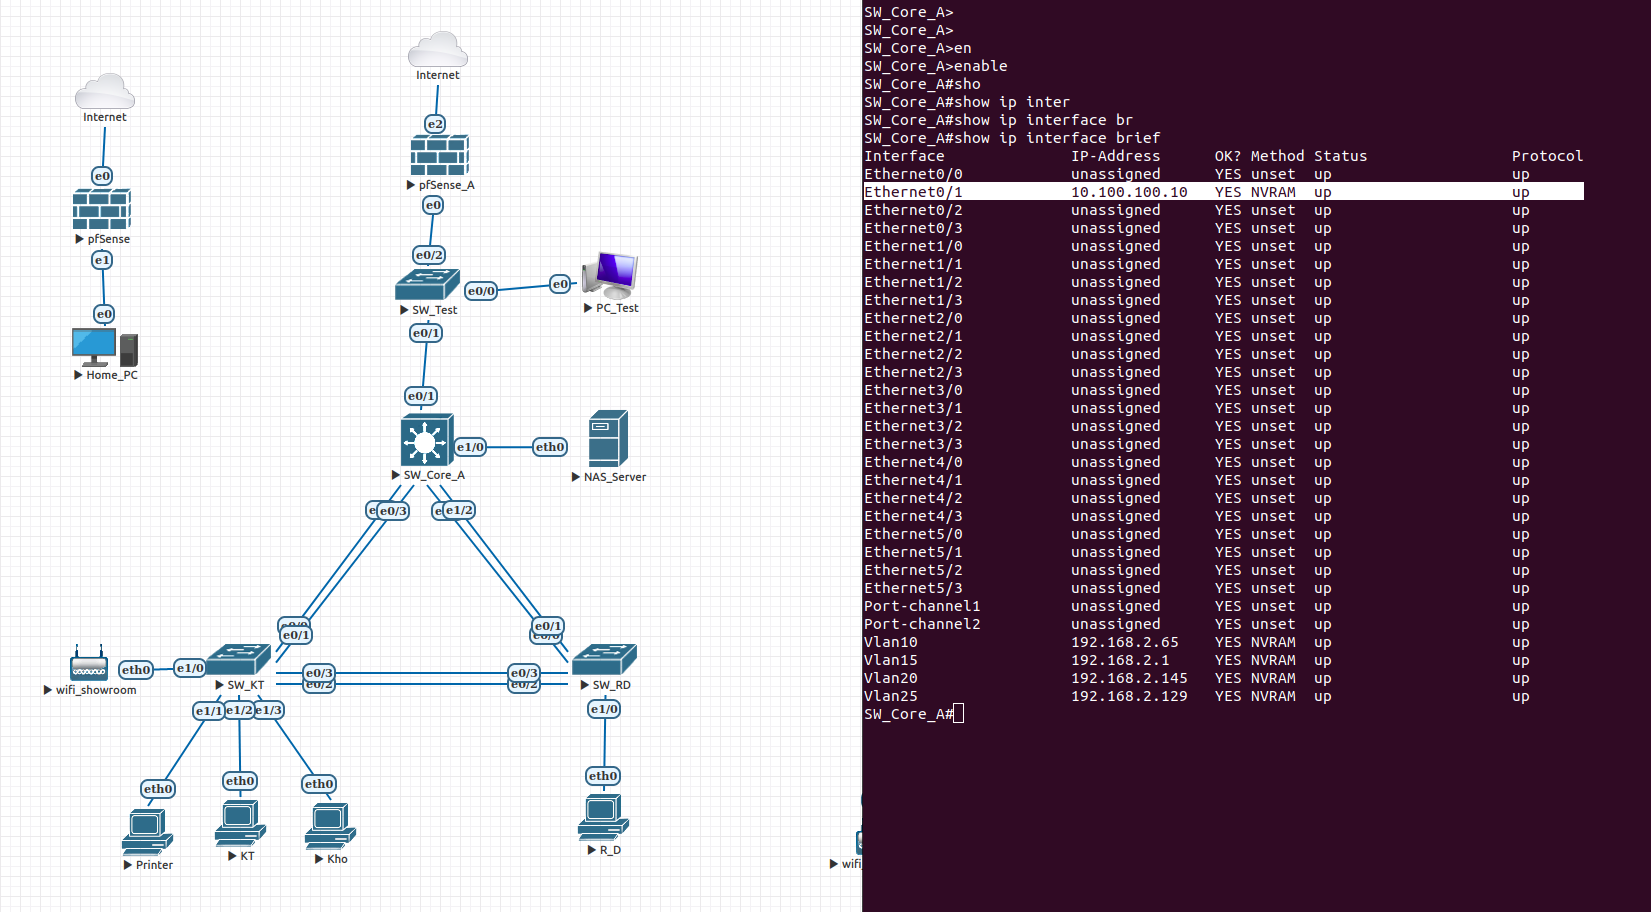 Internet
e2
pfSense_A
e0
e0/2
SW_Test
e0/0
e0
PC_Test
e0/1
Internet
e0
pfSense
e1
e0
Home_PC
e0/1
SW_Core_A
e1/0
eth0
NAS_Server
e0/3
e1/2
e0/1
e0/1
wifi_showroom
eth0
e1/0
SW_KT
e0/3
e0/2
e0/3
e0/2
SW_RD
e1/1
e1/2
e1/3
e1/0
eth0
eth0
eth0
eth0
Printer
KT
Kho
R_D
wifi
SW_Core_A>
SW_Core_A>
SW_Core_A>en
SW_Core_A>enable
SW_Core_A#sho
SW_Core_A#show ip inter
SW_Core_A#show ip interface br
SW_Core_A#show ip interface brief
Interface IP-Address OK? Method Status Protocol
Ethernet0/0 unassigned YES unset up up
Ethernet0/1 10.100.100.10 YES NVRAM up up
Ethernet0/2 unassigned YES unset up up
Ethernet0/3 unassigned YES unset up up
Ethernet1/0 unassigned YES unset up up
Ethernet1/1 unassigned YES unset up up
Ethernet1/2 unassigned YES unset up up
Ethernet1/3 unassigned YES unset up up
Ethernet2/0 unassigned YES unset up up
Ethernet2/1 unassigned YES unset up up
Ethernet2/2 unassigned YES unset up up
Ethernet2/3 unassigned YES unset up up
Ethernet3/0 unassigned YES unset up up
Ethernet3/1 unassigned YES unset up up
Ethernet3/2 unassigned YES unset up up
Ethernet3/3 unassigned YES unset up up
Ethernet4/0 unassigned YES unset up up
Ethernet4/1 unassigned YES unset up up
Ethernet4/2 unassigned YES unset up up
Ethernet4/3 unassigned YES unset up up
Ethernet5/0 unassigned YES unset up up
Ethernet5/1 unassigned YES unset up up
Ethernet5/2 unassigned YES unset up up
Ethernet5/3 unassigned YES unset up up
Port-channel1 unassigned YES unset up up
Port-channel2 unassigned YES unset up up
Vlan10 192.168.2.65 YES NVRAM up up
Vlan15 192.168.2.1 YES NVRAM up up
Vlan20 192.168.2.145 YES NVRAM up up
Vlan25 192.168.2.129 YES NVRAM up up
SW_Core_A#